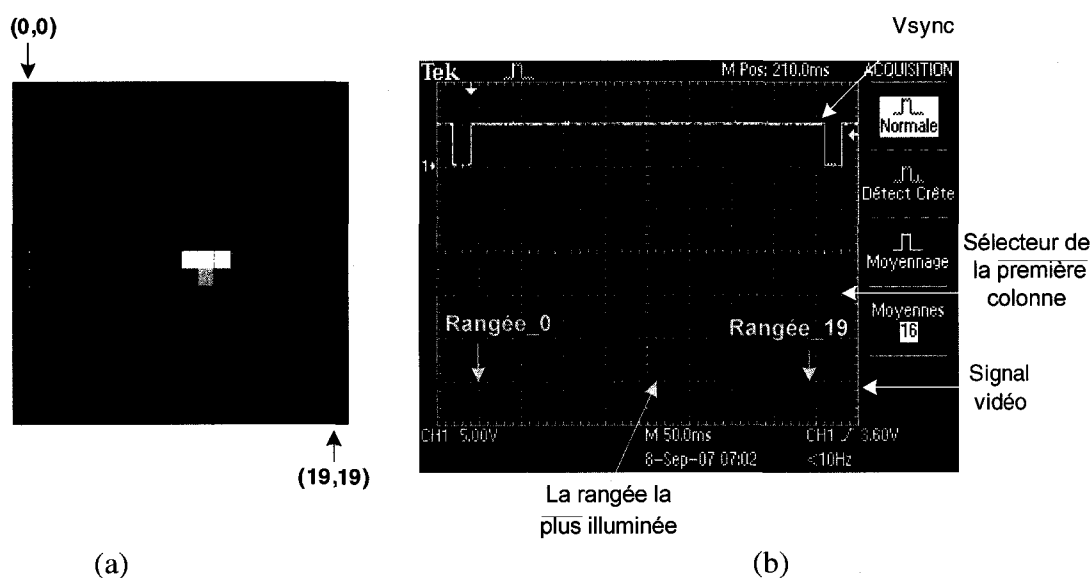 (0,0)
Vsync
Tek
M Pos: 210.0ms
ACQUISITION
Normale
1
Détect Crête
Moyennage
Sélecteur de
la première
colonne
Moyennes
16
Rangée_0
Rangée_19
Signal
vidéo
CH1 5.00V
M 50.0ms
CH1 / 3.60V
8-Sep-07 07:02
<10Hz
(19,19)
La rangée la
plus illuminée
(a)
(b)